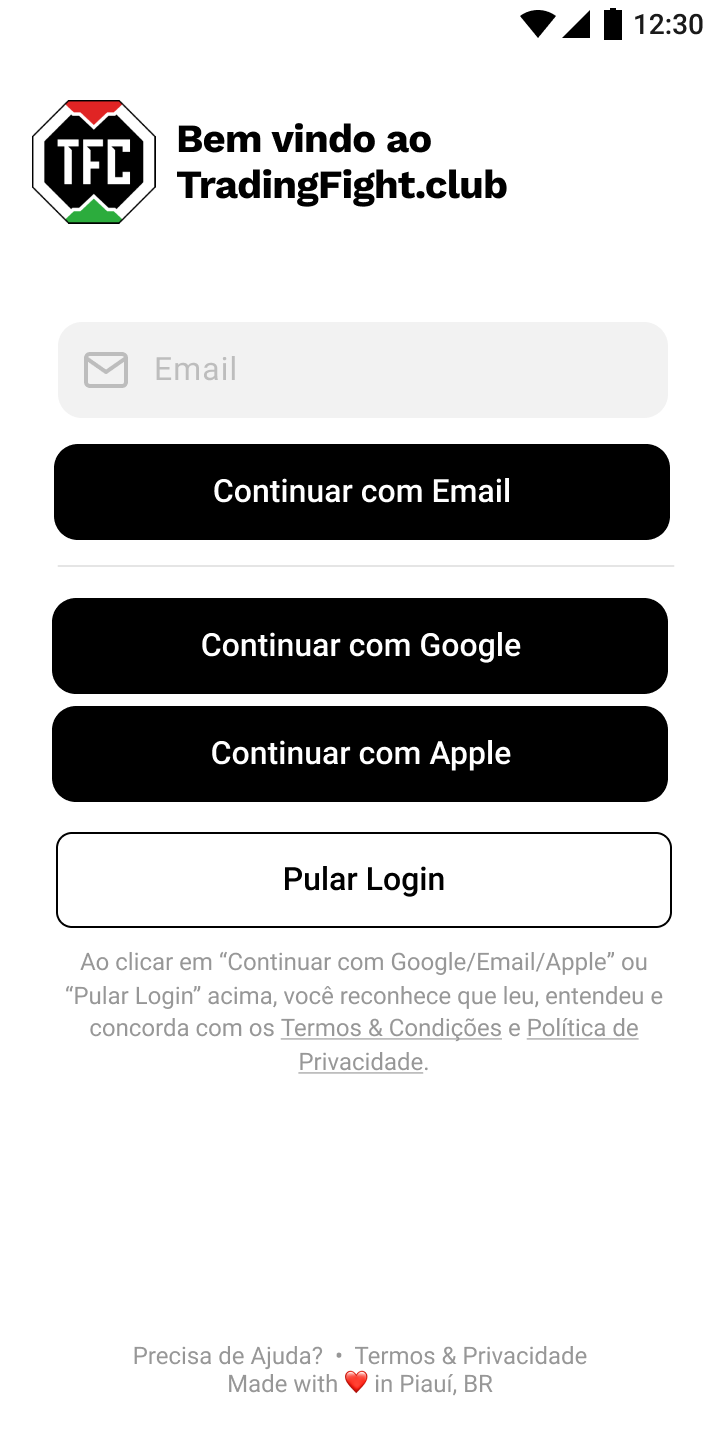 12:30
TFC
Bem vindo ao
TradingFight.club
Email
Continuar com Email
Continuar com Google
Continuar com Apple
Pular Login
Ao clicar em “Continuar com Google/Email/Apple” ou
“Pular Login” acima, você reconhece que leu, entendeu e
concorda com os Termos & Condições e Política de
Privacidade.
Precisa de Ajuda? • Termos & Privacidade
Made with ❤️ in Piauí, BR